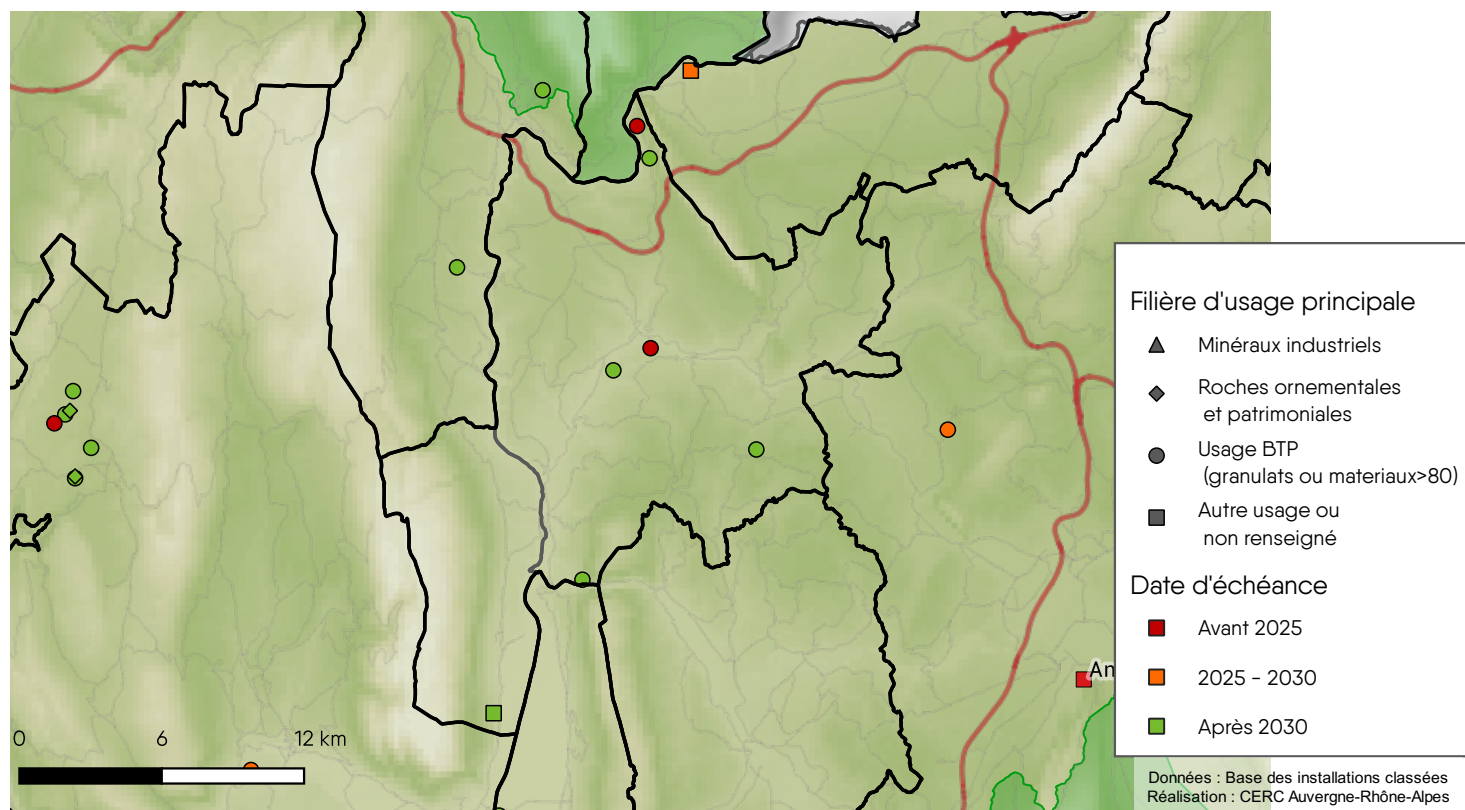 Filière d'usage principale
Minéraux industriels
Roches ornementales
et patrimoniales
Usage BTP
(granulats ou materiaux>80)
Autre usage ou
non renseigné
Date d'échéance
Avant 2025
2025 - 2030
Après 2030
An
0 6 12 km
Données : Base des installations classées
Réalisation : CERC Auvergne-Rhône-Alpes